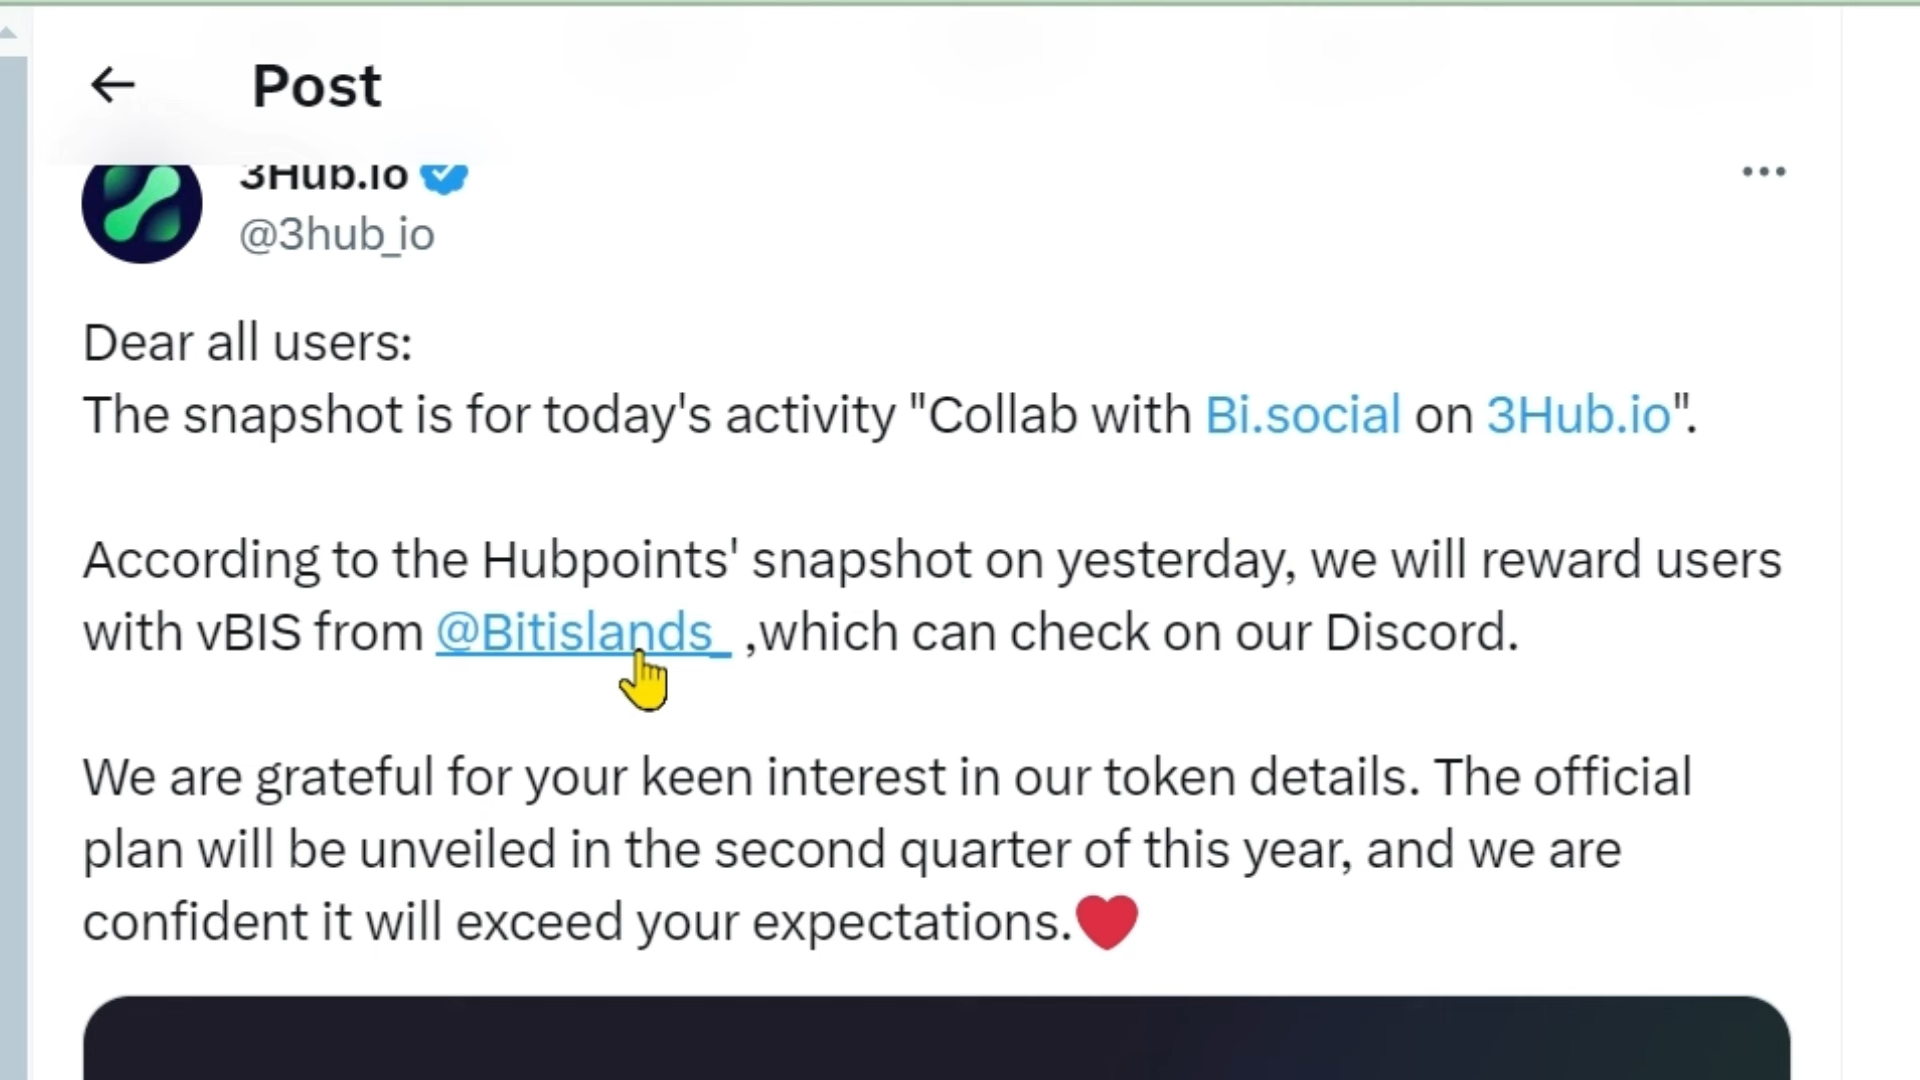 Post
3Hub.io
@3hub_io
Dear all users:
The snapshot is for today's activity "Collab with Bi.social on 3Hub.io".
According to the Hubpoints' snapshot on yesterday, we will reward users
with vBIS from @Bitislands_ ,which can check on our Discord.
We are grateful for your keen interest in our token details. The official
plan will be unveiled in the second quarter of this year, and we are
confident it will exceed your expectations.❤️